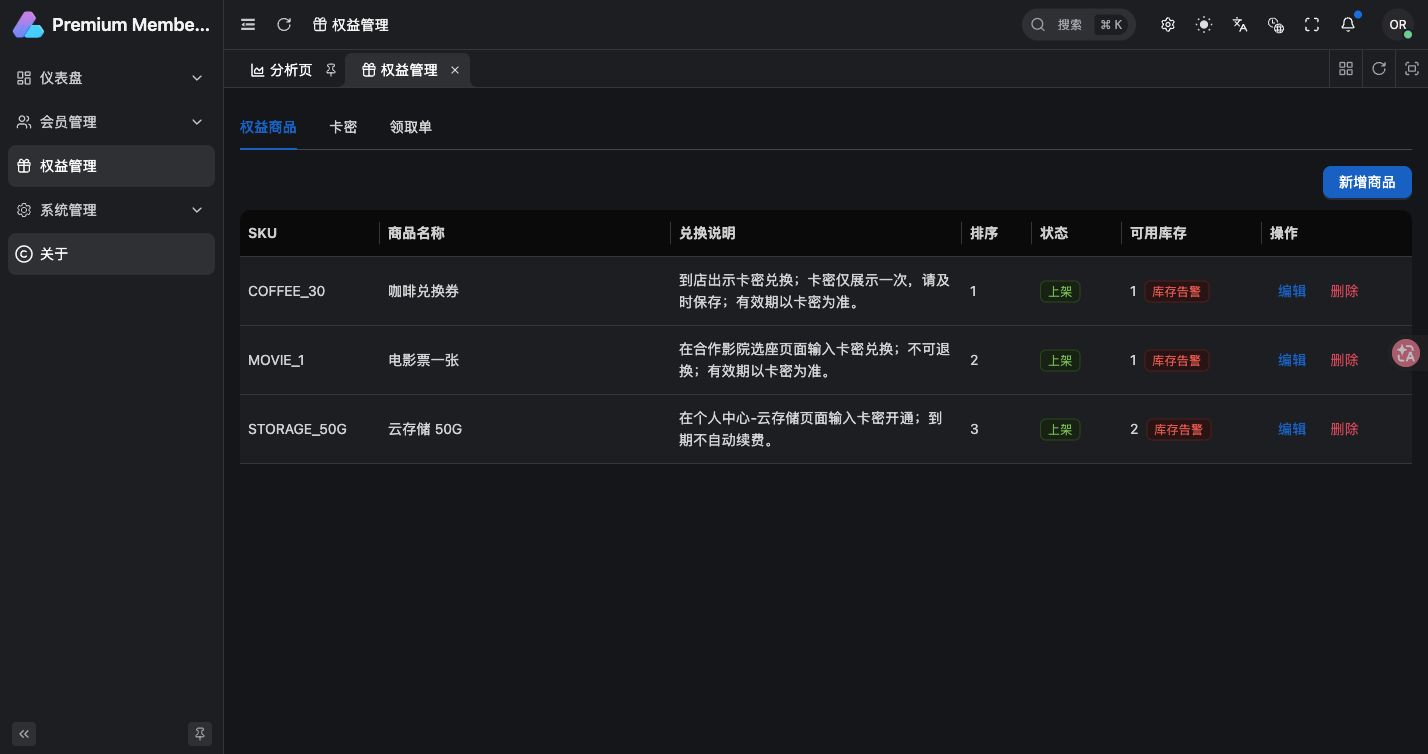 Premium Membe...
权益管理
搜索
⌘ K
OR
仪表盘
会员管理
权益管理
系统管理
关于
分析页
权益管理
权益商品
卡密
领取单
新增商品
SKU 商品名称 兑换说明 排序 状态 可用库存 操作
COFFEE_30 咖啡兑换券 到店出示卡密兑换；卡密仅展示一次，请及
时保存；有效期以卡密为准。 1 上架 1 库存告警 编辑 删除
MOVIE_1 电影票一张 在合作影院选座页面输入卡密兑换；不可退
换；有效期以卡密为准。 2 上架 1 库存告警 编辑 删除
STORAGE_50G 云存储 50G 在个人中心-云存储页面输入卡密开通；到
期不自动续费。 3 上架 2 库存告警 编辑 删除